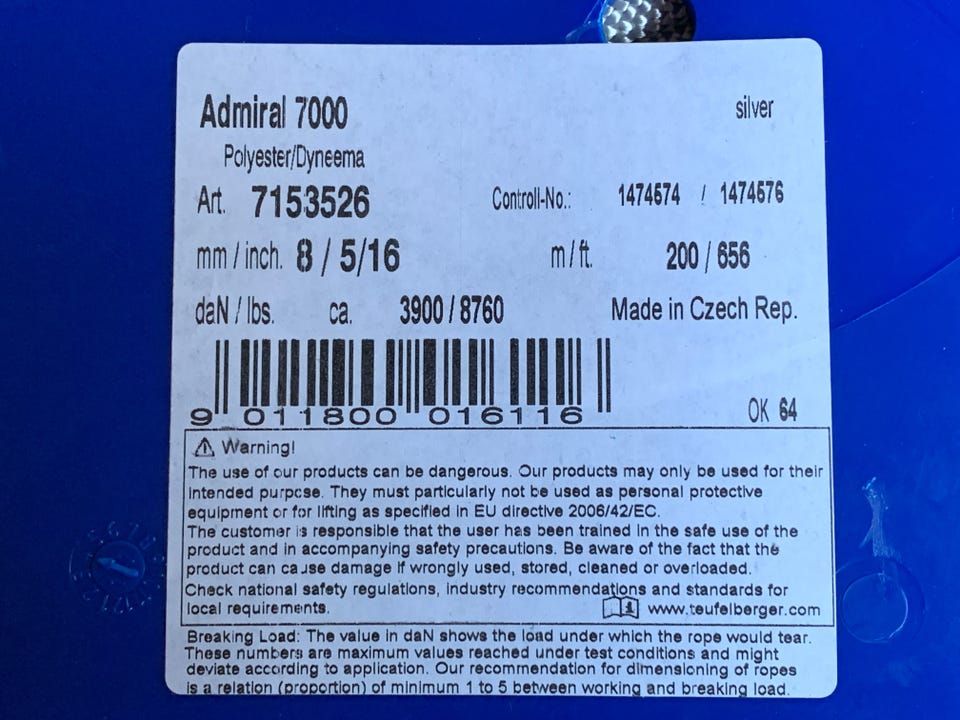 Admiral 7000 silver
Polyester/Dyneema
Art. 7153526 Controll-No.: 1474574 / 1474576
mm / inch. 8 / 5/16 m / ft. 200 / 656
daN / lbs. ca. 3900 / 8760 Made in Czech Rep.
9 011800 016116
OK 64
Warning!
The use of our products can be dangerous. Our products may only be used for their
intended purpose. They must particularly not be used as personal protective
equipment or for lifting as specified in EU directive 2006/42/EC.
The customer is responsible that the user has been trained in the safe use of the
product and in accompanying safety precautions. Be aware of the fact that the
product can cause damage if wrongly used, stored, cleaned or overloaded.
Check national safety regulations, industry recommendations and standards for
local requirements. www.teufelberger.com
Breaking Load: The value in daN shows the load under which the rope would tear.
These numbers are maximum values reached under test conditions and might
deviate according to application. Our recommendation for dimensioning of ropes
is a relation (proportion) of minimum 1 to 5 between working and breaking load.